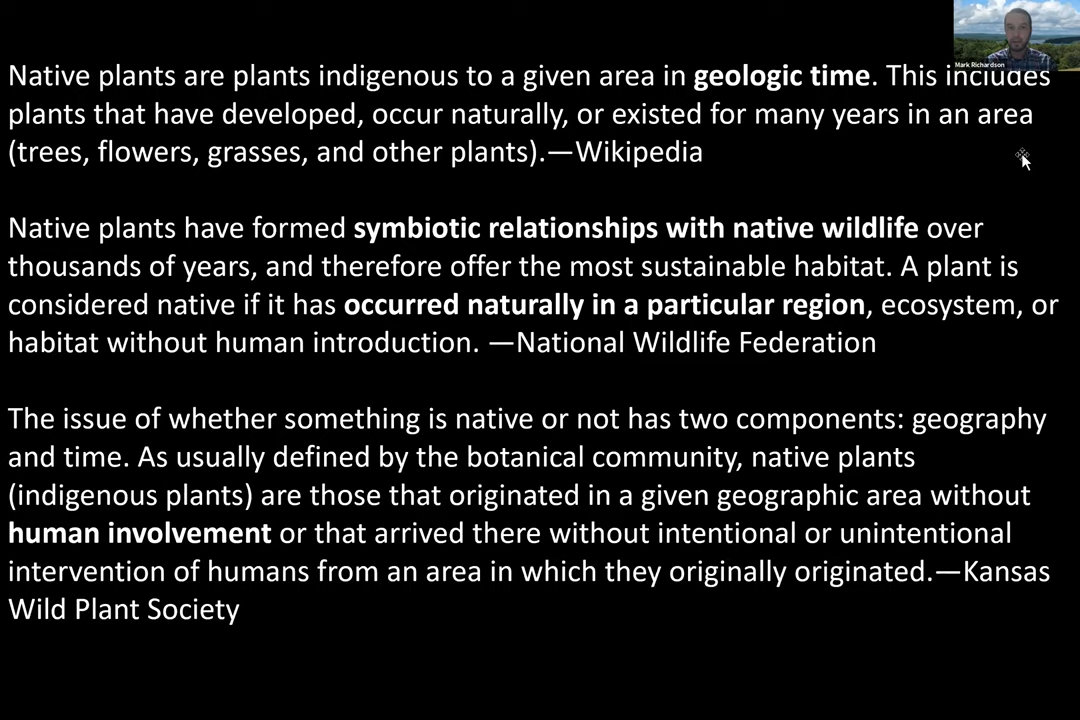 Mark Richardson
Native plants are plants indigenous to a given area in geologic time. This includes
plants that have developed, occur naturally, or existed for many years in an area
(trees, flowers, grasses, and other plants).—Wikipedia
Native plants have formed symbiotic relationships with native wildlife over
thousands of years, and therefore offer the most sustainable habitat. A plant is
considered native if it has occurred naturally in a particular region, ecosystem, or
habitat without human introduction. —National Wildlife Federation
The issue of whether something is native or not has two components: geography
and time. As usually defined by the botanical community, native plants
(indigenous plants) are those that originated in a given geographic area without
human involvement or that arrived there without intentional or unintentional
intervention of humans from an area in which they originally originated.—Kansas
Wild Plant Society